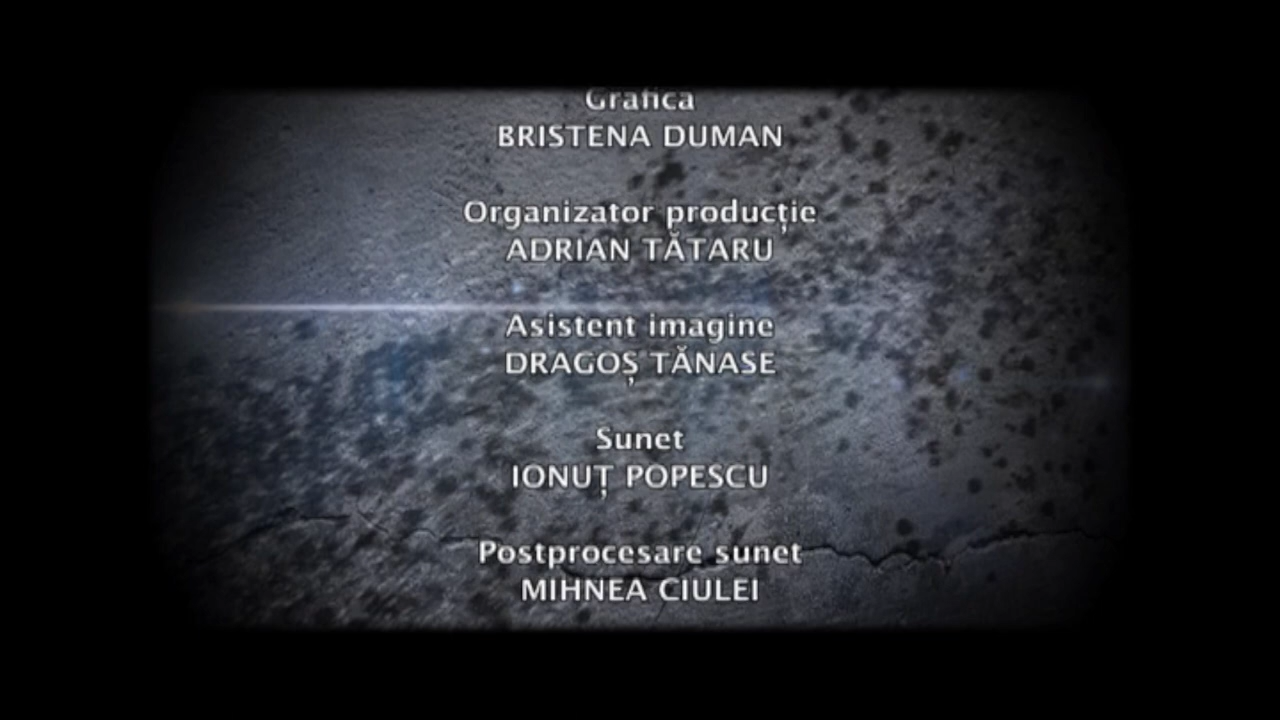 Grafica
BRISTENA DUMAN
Organizator producție
ADRIAN TĂTARU
Asistent imagine
DRAGOȘ TĂNASE
Sunet
IONUȚ POPESCU
Postprocesare sunet
MIHNEA CIULEI